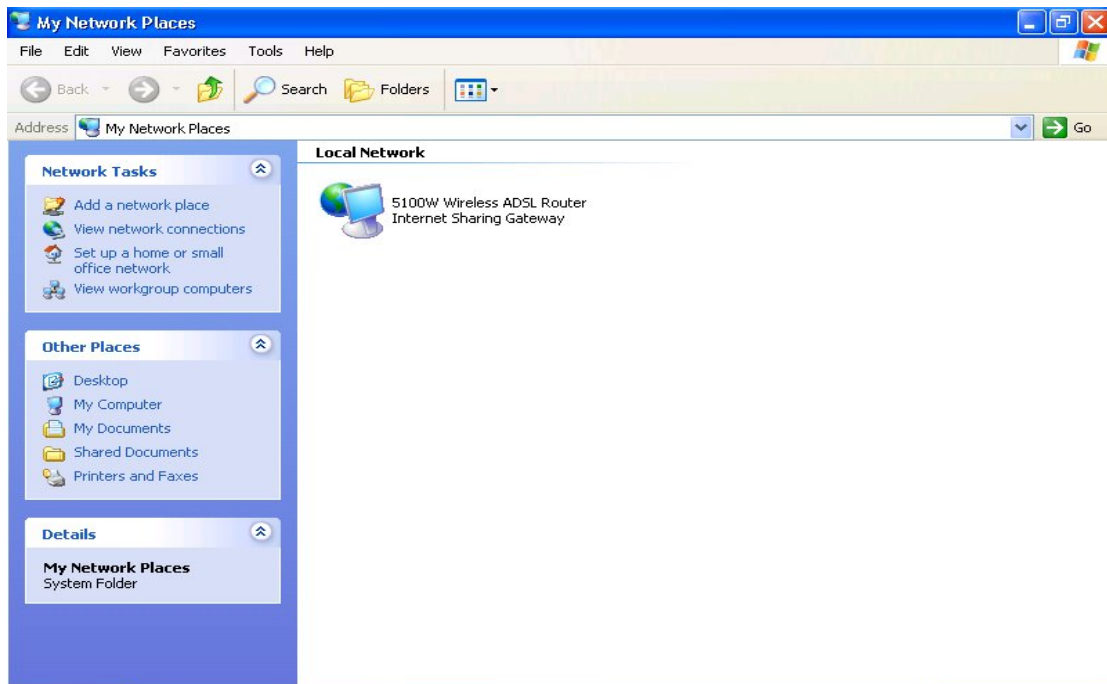 My Network Places
File Edit View Favorites Tools Help
Back Search Folders
Address My Network Places Go
Network Tasks
Add a network place
View network connections
Set up a home or small
office network
View workgroup computers
Other Places
Desktop
My Computer
My Documents
Shared Documents
Printers and Faxes
Details
My Network Places
System Folder
Local Network
5100W Wireless ADSL Router
Internet Sharing Gateway